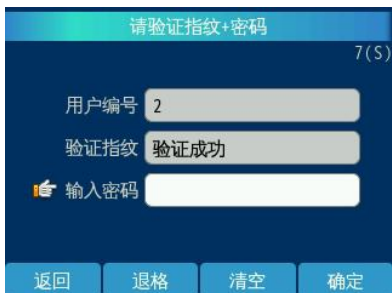 请验证指纹+密码
7(S)
用户编号 2
验证指纹 验证成功
输入密码
返回 退格 清空 确定